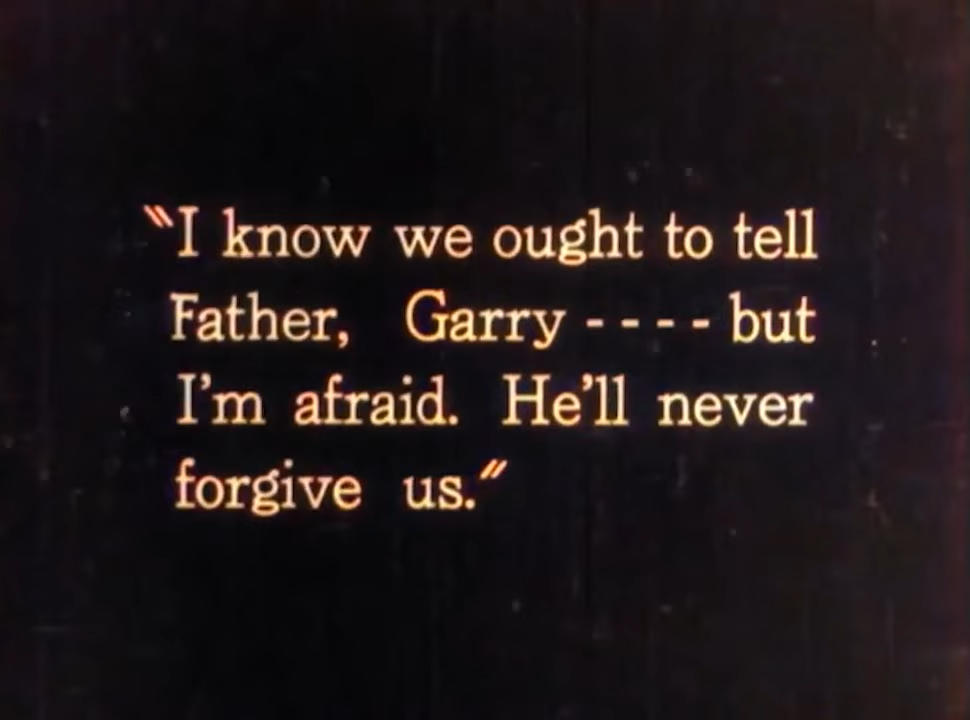 "I know we ought to tell
Father, Garry - - - - but
I'm afraid. He'll never
forgive us."